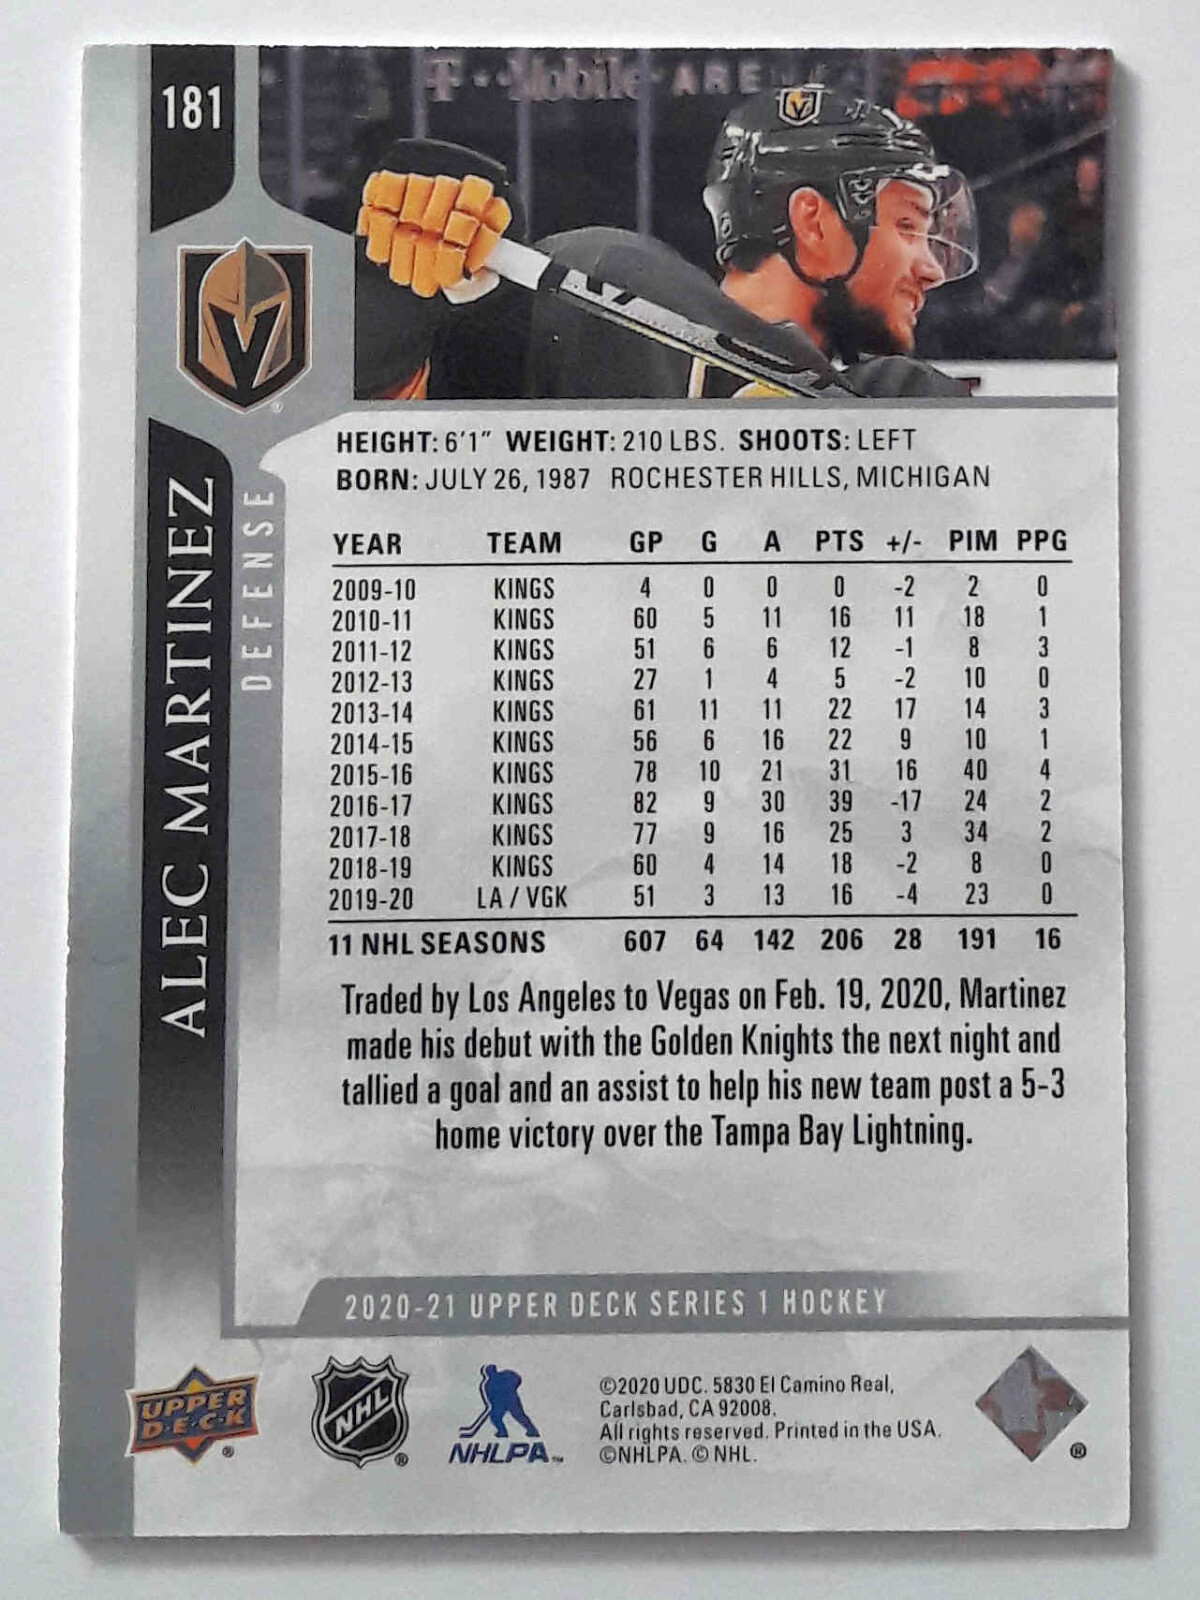 181
T··Mobile ARENA
HEIGHT: 6'1" WEIGHT: 210 LBS. SHOOTS: LEFT
BORN: JULY 26, 1987 ROCHESTER HILLS, MICHIGAN
ALEC MARTINEZ
DEFENSE
YEAR TEAM GP G A PTS +/- PIM PPG
2009-10 KINGS 4 0 0 0 -2 2 0
2010-11 KINGS 60 5 11 16 11 18 1
2011-12 KINGS 51 6 6 12 -1 8 3
2012-13 KINGS 27 1 4 5 -2 10 0
2013-14 KINGS 61 11 11 22 17 14 3
2014-15 KINGS 56 6 16 22 9 10 1
2015-16 KINGS 78 10 21 31 16 40 4
2016-17 KINGS 82 9 30 39 -17 24 2
2017-18 KINGS 77 9 16 25 3 34 2
2018-19 KINGS 60 4 14 18 -2 8 0
2019-20 LA / VGK 51 3 13 16 -4 23 0
11 NHL SEASONS 607 64 142 206 28 191 16
Traded by Los Angeles to Vegas on Feb. 19, 2020, Martinez
made his debut with the Golden Knights the next night and
tallied a goal and an assist to help his new team post a 5-3
home victory over the Tampa Bay Lightning.
2020-21 UPPER DECK SERIES 1 HOCKEY
UPPER
D·E·C·K ®
NHL ®
NHLPA™
©2020 UDC. 5830 El Camino Real,
Carlsbad, CA 92008.
All rights reserved. Printed in the USA.
©NHLPA. © NHL.
®